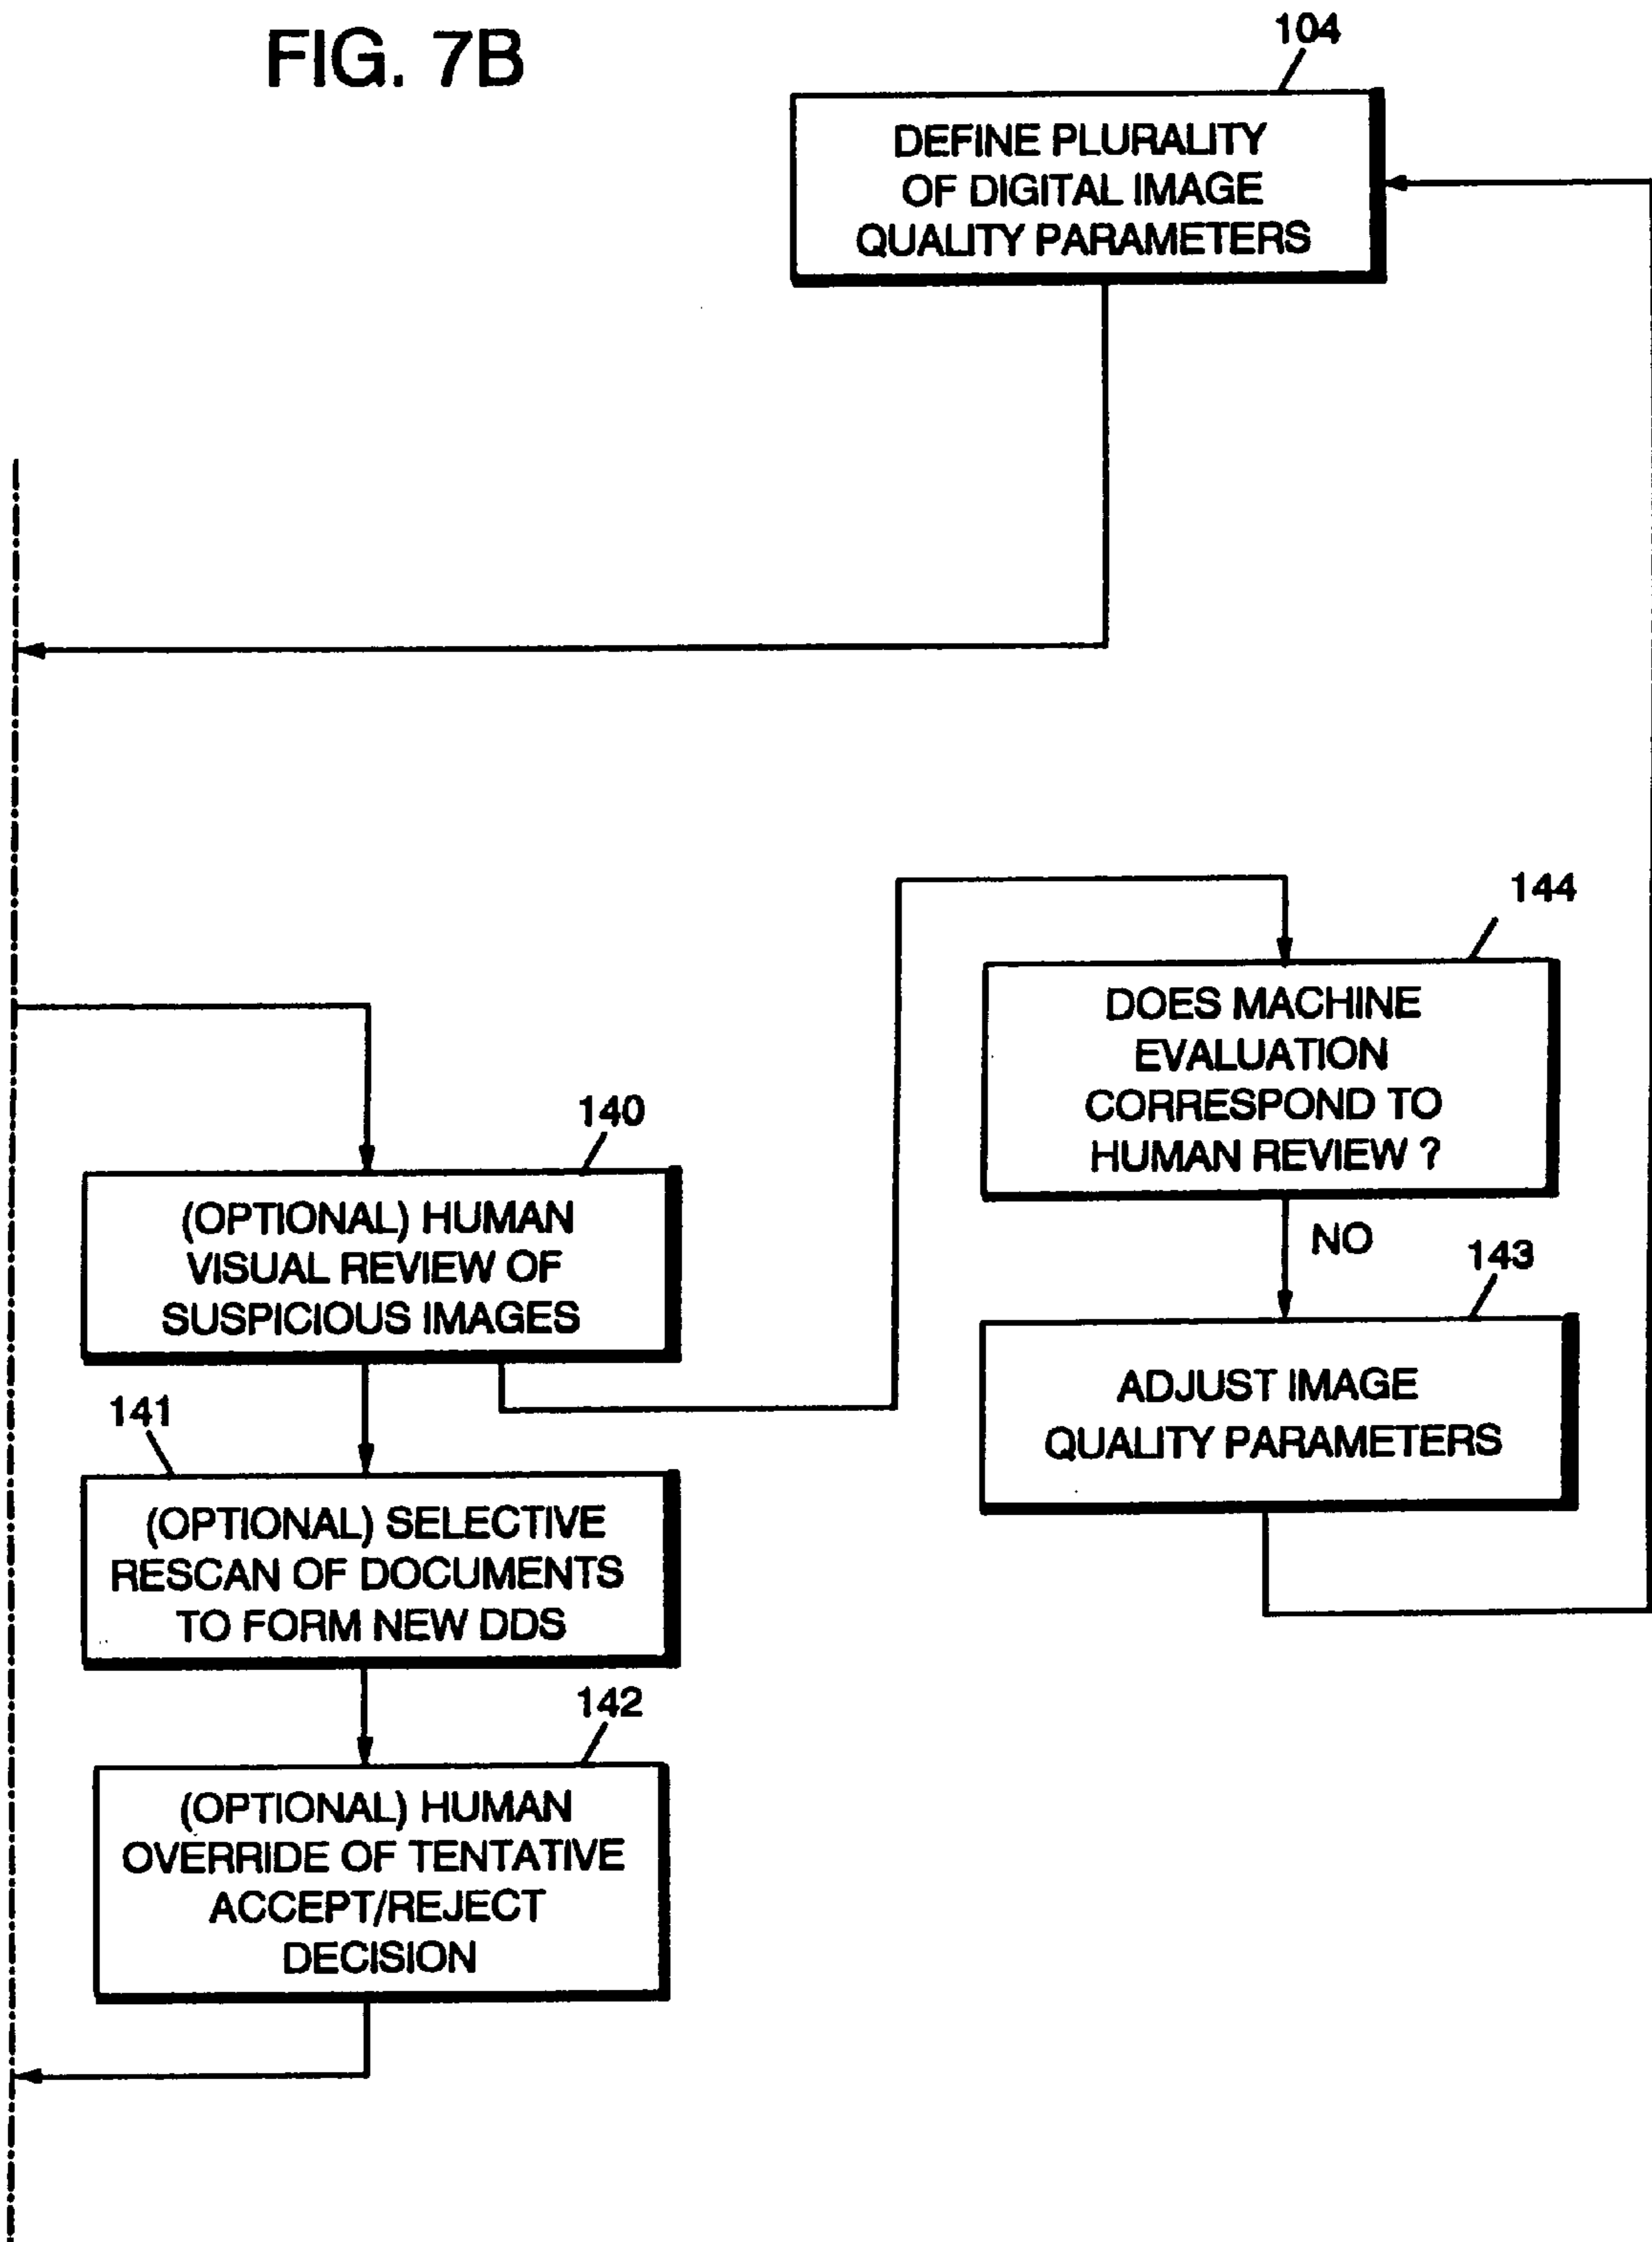 FIG. 7B
104
DEFINE PLURALITY
OF DIGITAL IMAGE
QUALITY PARAMETERS
144
DOES MACHINE
EVALUATION
CORRESPOND TO
HUMAN REVIEW ?
NO
143
ADJUST IMAGE
QUALITY PARAMETERS
140
(OPTIONAL) HUMAN
VISUAL REVIEW OF
SUSPICIOUS IMAGES
141
(OPTIONAL) SELECTIVE
RESCAN OF DOCUMENTS
TO FORM NEW DDS
142
(OPTIONAL) HUMAN
OVERRIDE OF TENTATIVE
ACCEPT/REJECT
DECISION